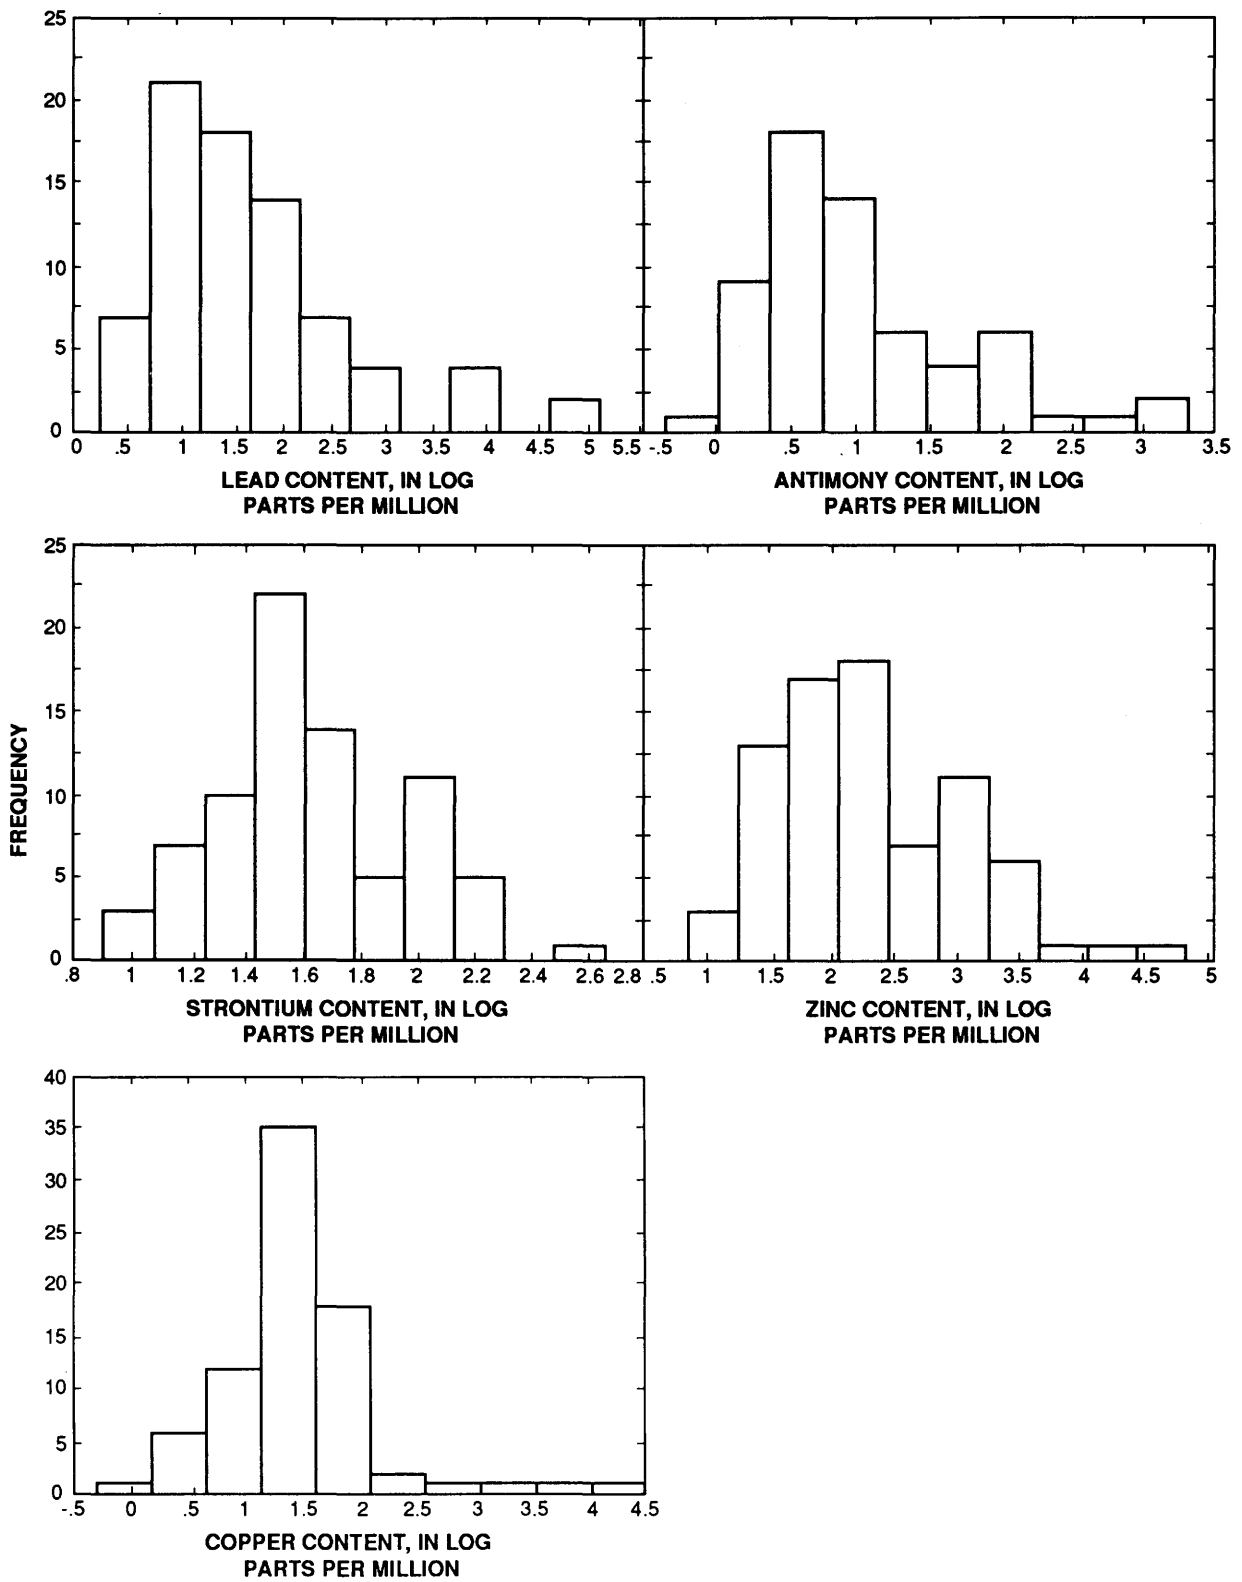 25
20
15
10
5
0
0 .5 1 1.5 2 2.5 3 3.5 4 4.5 5 5.5
LEAD CONTENT, IN LOG
PARTS PER MILLION
-.5 0 .5 1 1.5 2 2.5 3 3.5
ANTIMONY CONTENT, IN LOG
PARTS PER MILLION
FREQUENCY
25
20
15
10
5
0
.8 1 1.2 1.4 1.6 1.8 2 2.2 2.4 2.6 2.8
STRONTIUM CONTENT, IN LOG
PARTS PER MILLION
.5 1 1.5 2 2.5 3 3.5 4 4.5 5
ZINC CONTENT, IN LOG
PARTS PER MILLION
40
35
30
25
20
15
10
5
0
-.5 0 .5 1 1.5 2 2.5 3 3.5 4 4.5
COPPER CONTENT, IN LOG
PARTS PER MILLION